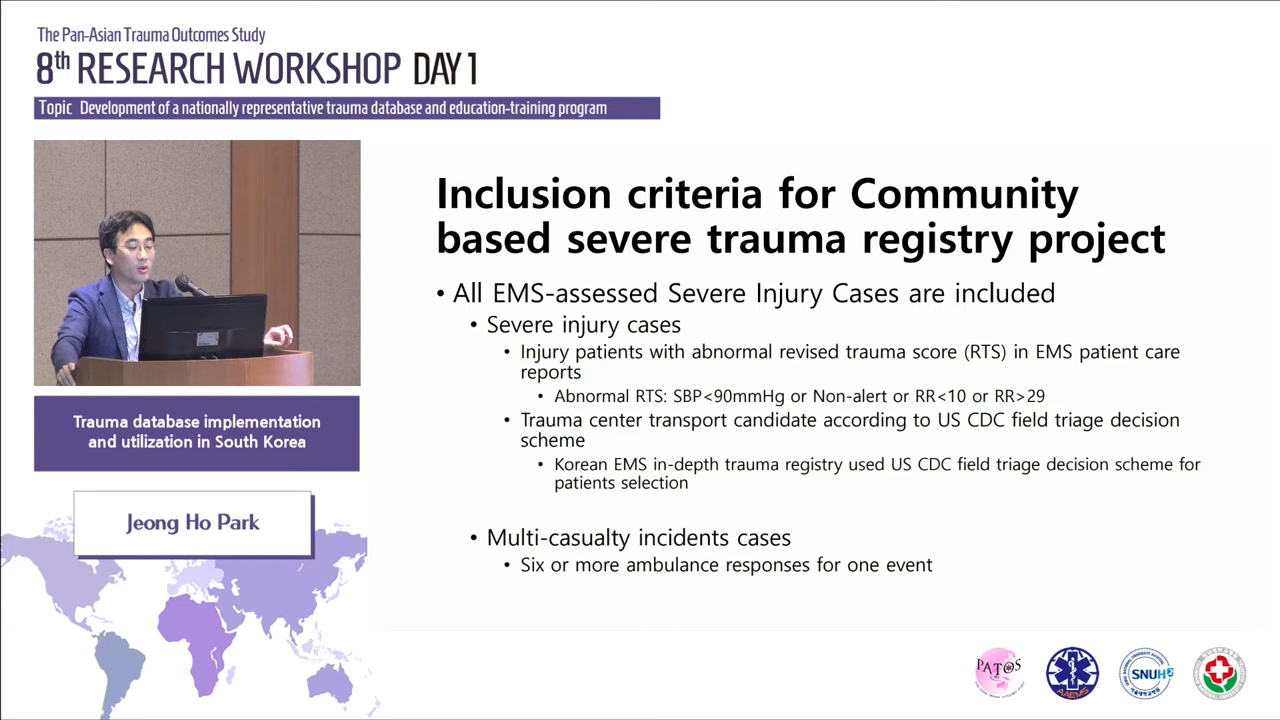 The Pan-Asian Trauma Outcomes Study
8th RESEARCH WORKSHOP DAY 1
Topic Development of a nationally representative trauma database and education-training program
Trauma database implementation
and utilization in South Korea
Jeong Ho Park
Inclusion criteria for Community
based severe trauma registry project
• All EMS-assessed Severe Injury Cases are included
• Severe injury cases
• Injury patients with abnormal revised trauma score (RTS) in EMS patient care
reports
• Abnormal RTS: SBP<90mmHg or Non-alert or RR<10 or RR>29
• Trauma center transport candidate according to US CDC field triage decision
scheme
• Korean EMS in-depth trauma registry used US CDC field triage decision scheme for
patients selection
• Multi-casualty incidents cases
• Six or more ambulance responses for one event
PATOS
AAEMS
SNUH